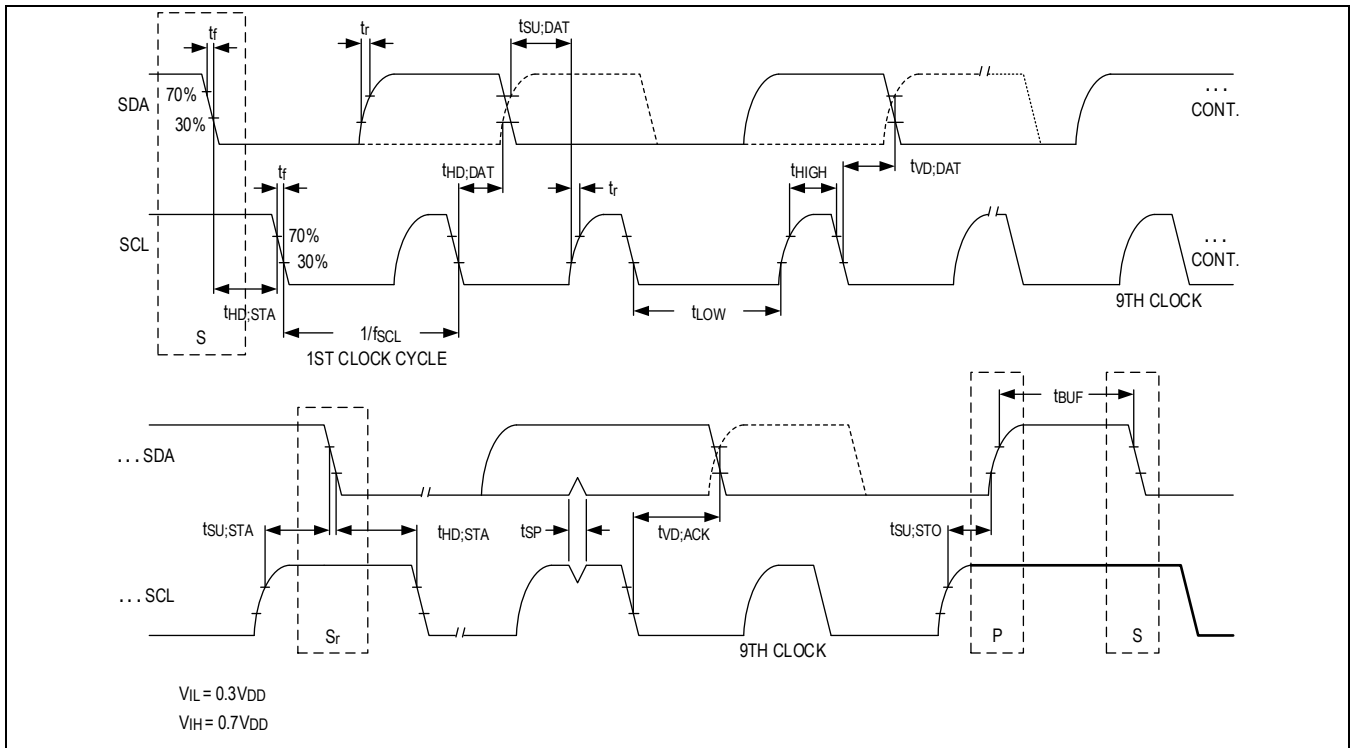 tf
tr
tSU;DAT
SDA
70%
30%
...
CONT.
tf
tHD;DAT
tr
tHIGH
tVD;DAT
SCL
70%
30%
...
CONT.
tHD;STA
tLOW
9TH CLOCK
S
1/fSCL
1ST CLOCK CYCLE
tBUF
...SDA
tSU;STA
tHD;STA
tSP
tVD;ACK
tSU;STO
...SCL
Sr
9TH CLOCK
P
S
VIL = 0.3VDD
VIH = 0.7VDD